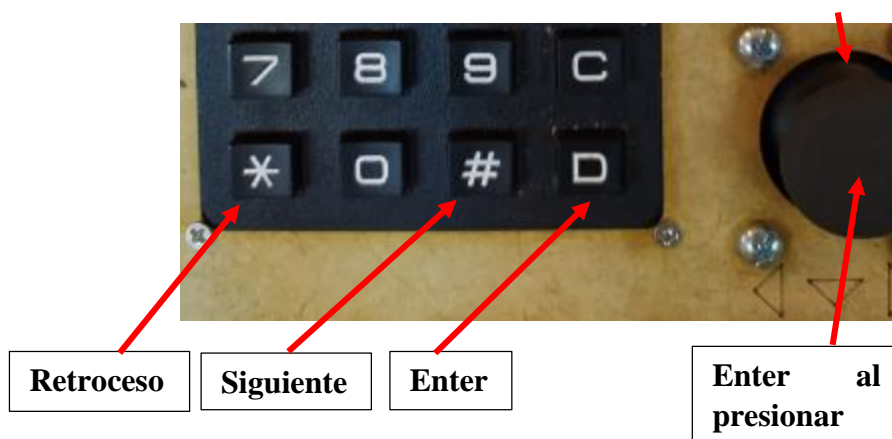 7 8 9 C
* 0 # D
Retroceso Siguiente Enter
Enter al
presionar